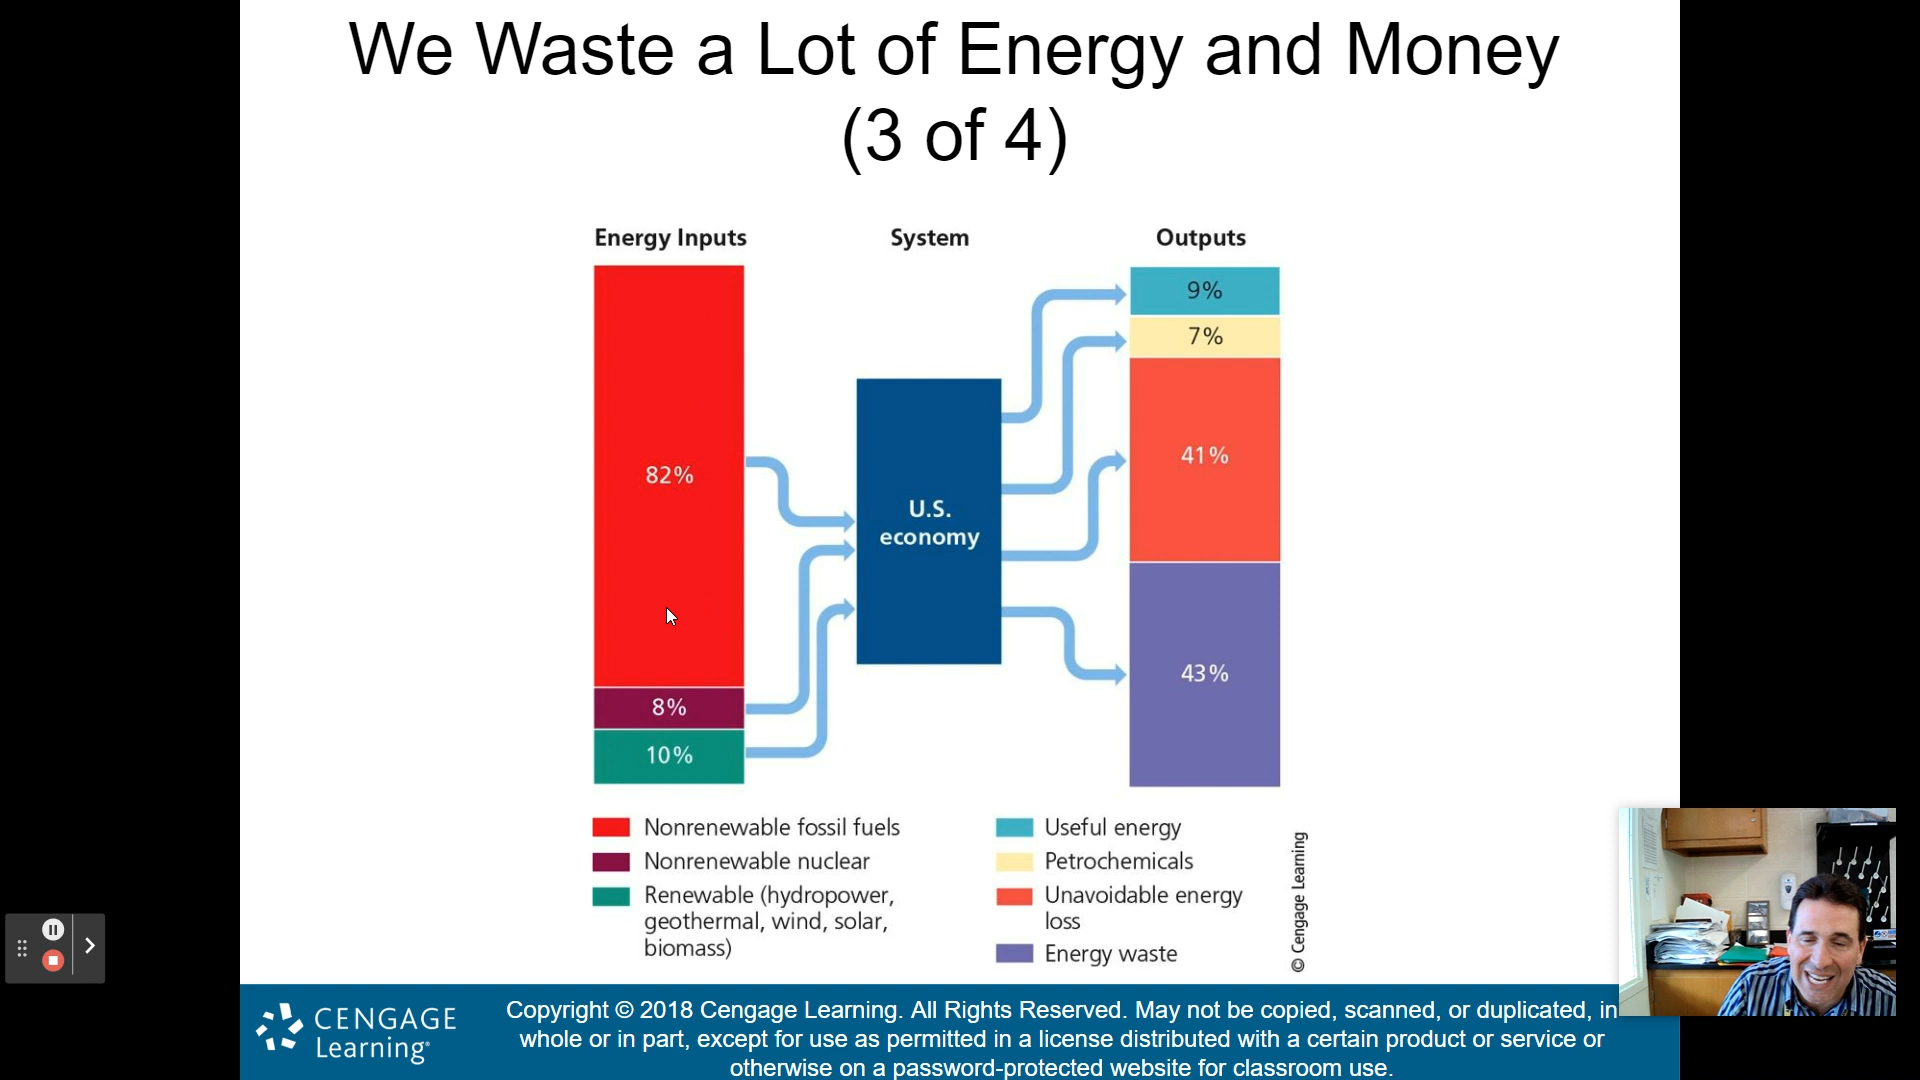 We Waste a Lot of Energy and Money
(3 of 4)
Energy Inputs
System
Outputs
82%
8%
10%
U.S.
economy
9%
7%
41%
43%
Nonrenewable fossil fuels
Nonrenewable nuclear
Renewable (hydropower,
geothermal, wind, solar,
biomass)
Useful energy
Petrochemicals
Unavoidable energy
loss
Energy waste
© Cengage Learning
CENGAGE
Learning®
Copyright © 2018 Cengage Learning. All Rights Reserved. May not be copied, scanned, or duplicated, in
whole or in part, except for use as permitted in a license distributed with a certain product or service or
otherwise on a password-protected website for classroom use.